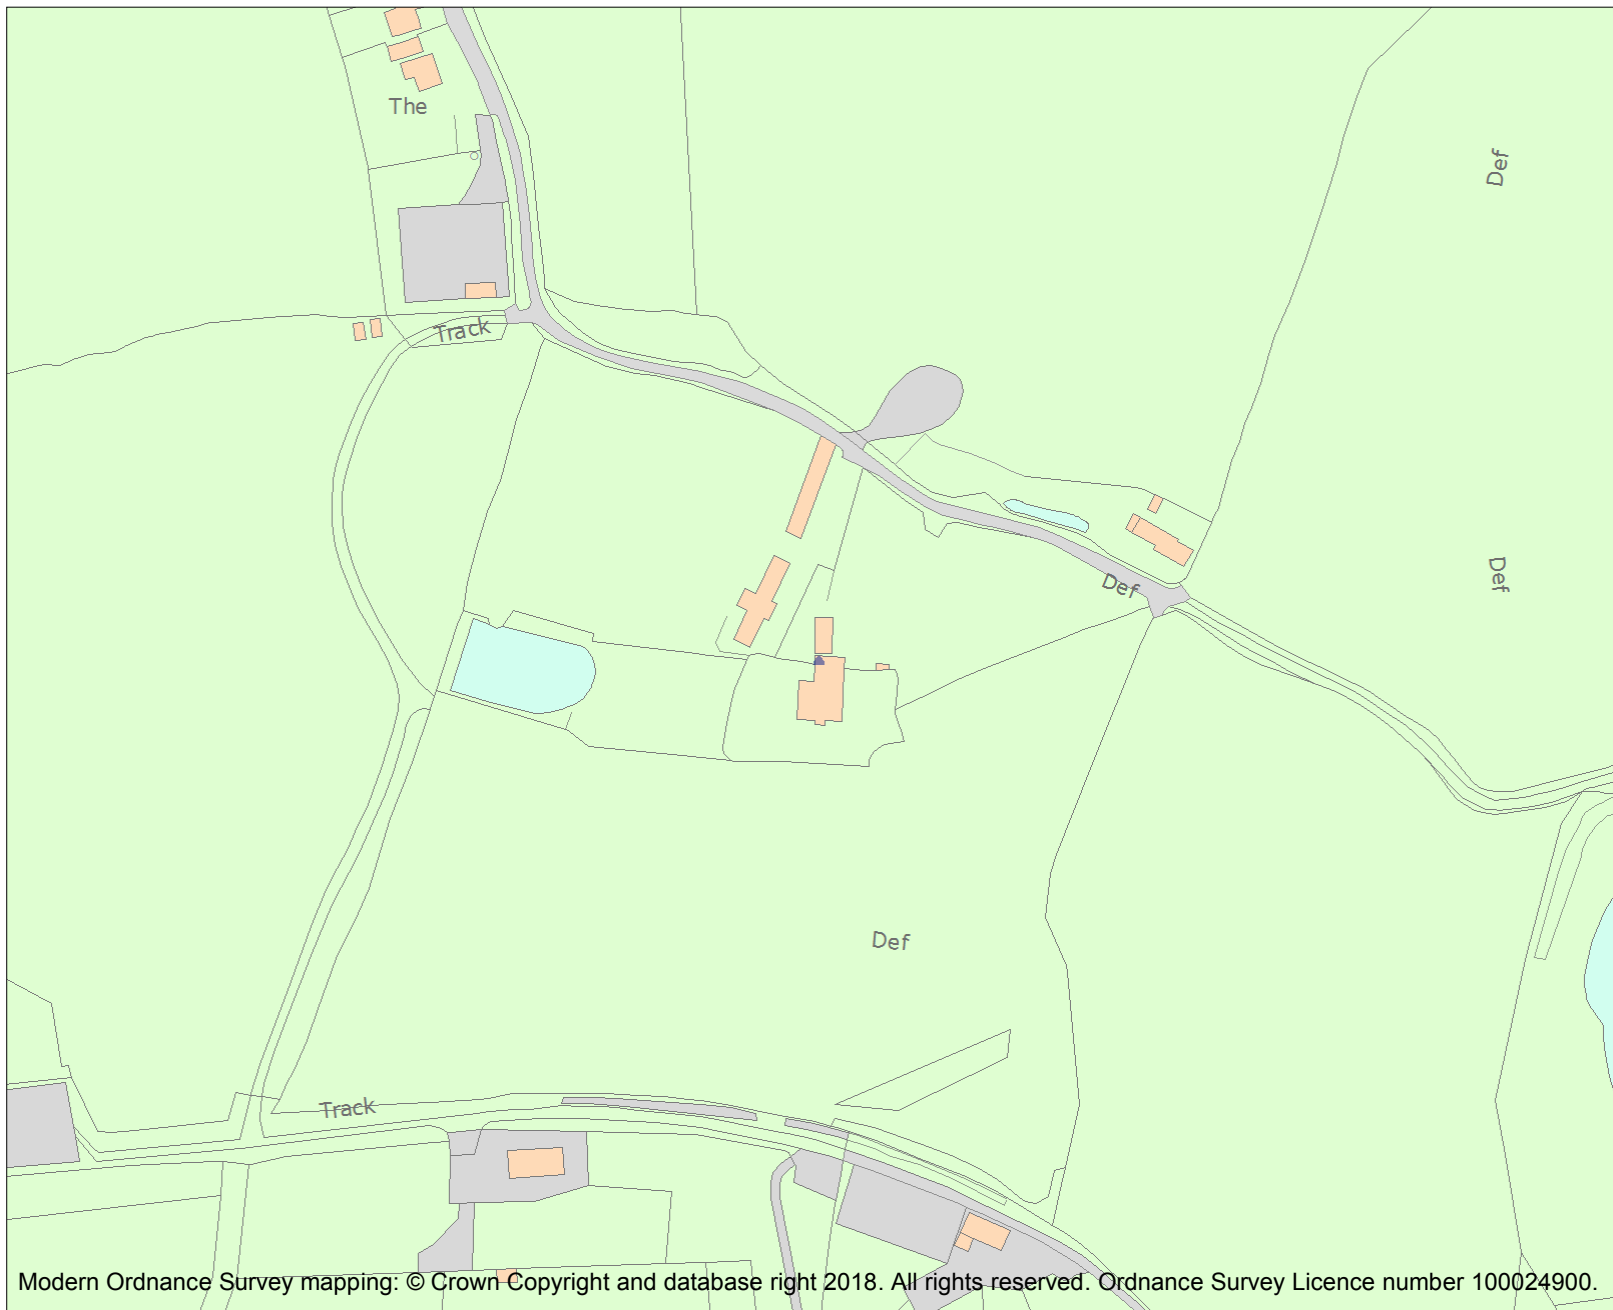 The
Def
Track
Def
Def
Def
Track
Modern Ordnance Survey mapping: © Crown Copyright and database right 2018. All rights reserved. Ordnance Survey Licence number 100024900.